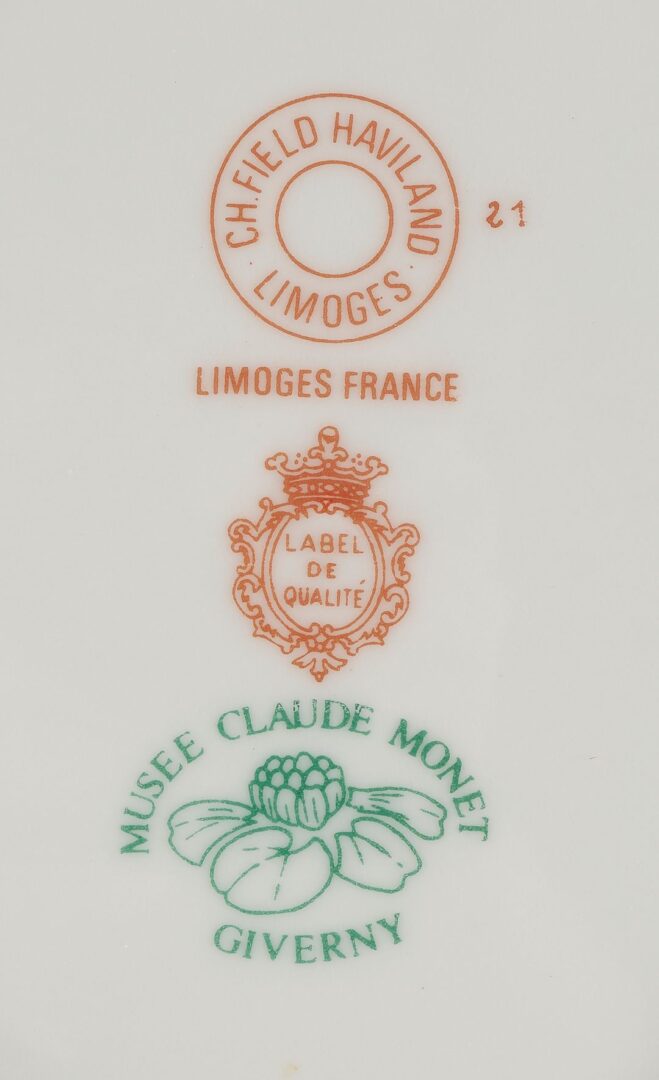 CH. FIELD HAVILAND
· LIMOGES ·
21
LIMOGES FRANCE
LABEL
DE
QUALITÉ
MUSEE CLAUDE MONET
GIVERNY